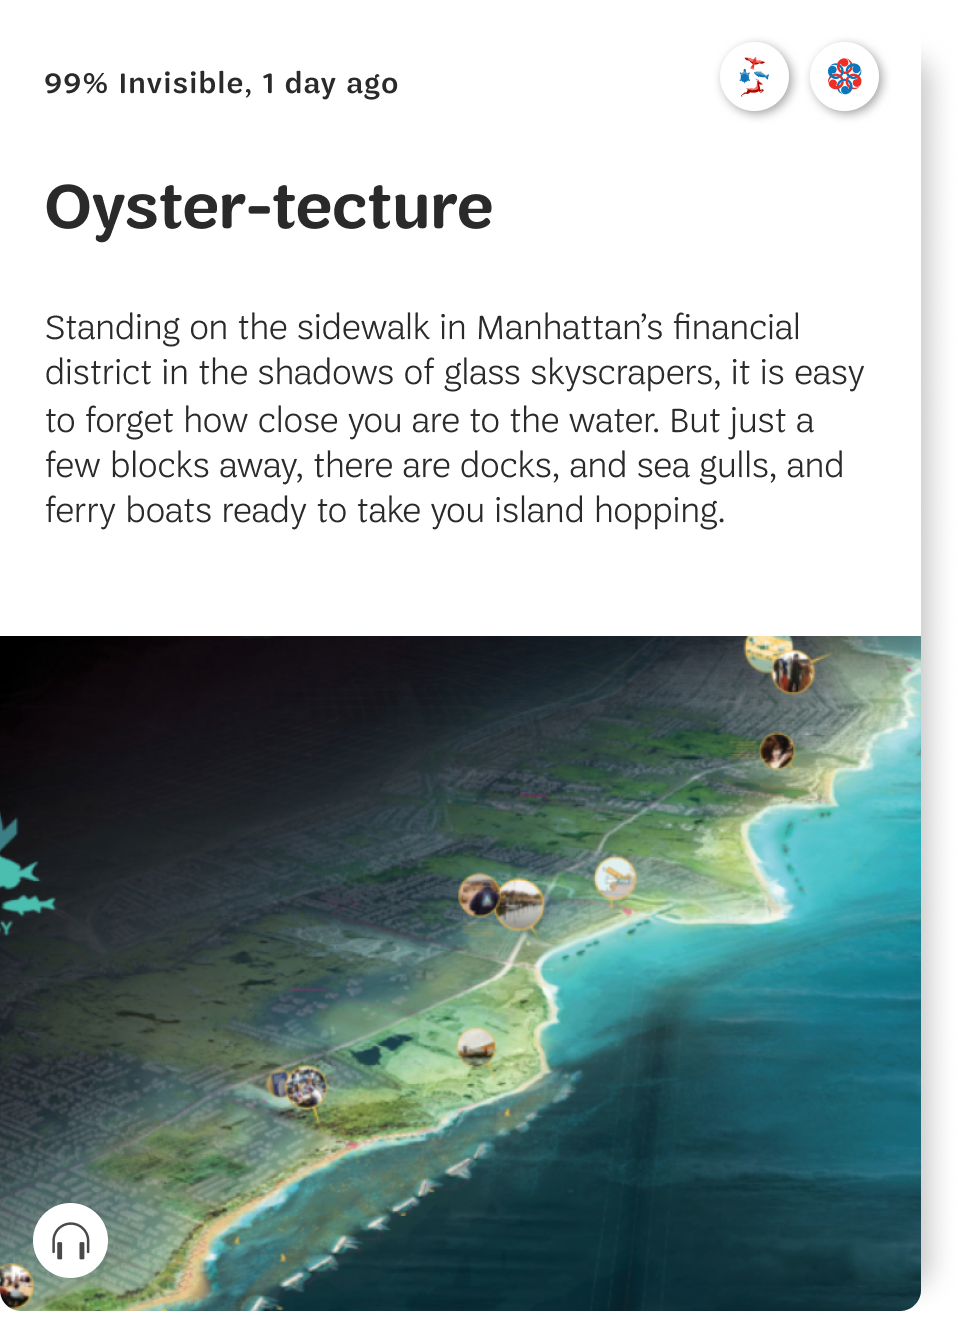 99% Invisible, 1 day ago
Oyster-tecture
Standing on the sidewalk in Manhattan’s financial
district in the shadows of glass skyscrapers, it is easy
to forget how close you are to the water. But just a
few blocks away, there are docks, and sea gulls, and
ferry boats ready to take you island hopping.